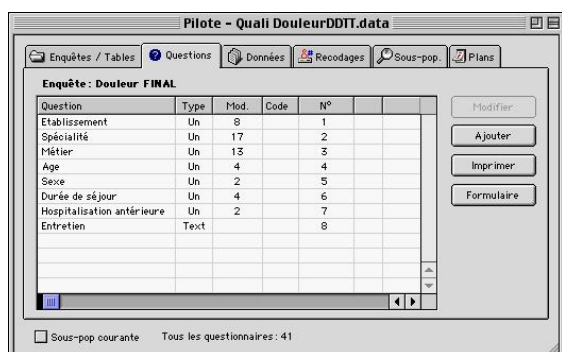 Pilote - Quali DouleurDDTT.data
Enquêtes / Tables Questions Données Recodages Sous-pop. Plans
Enquête : Douleur FINAL
Question Type Mod. Code N°
Etablissement Un 8 1
Spécialité Un 17 2
Métier Un 13 3
Age Un 4 4
Sexe Un 2 5
Durée de séjour Un 4 6
Hospitalisation antérieure Un 2 7
Entretien Text 8
Modifier
Ajouter
Imprimer
Formulaire
Sous-pop courante Tous les questionnaires : 41